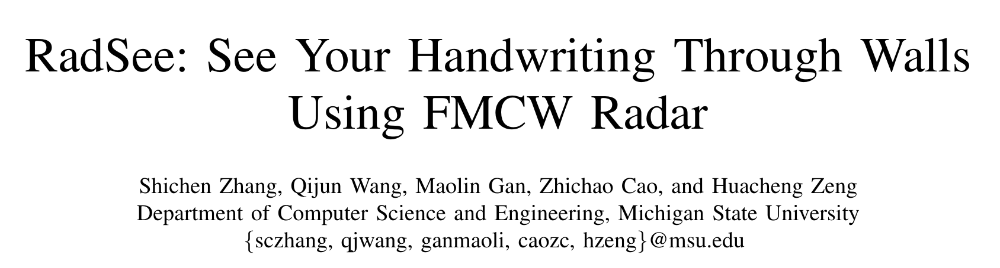 RadSee: See Your Handwriting Through Walls
Using FMCW Radar
Shichen Zhang, Qijun Wang, Maolin Gan, Zhichao Cao, and Huacheng Zeng
Department of Computer Science and Engineering, Michigan State University
{sczhang, qjwang, ganmaoli, caozc, hzeng}@msu.edu